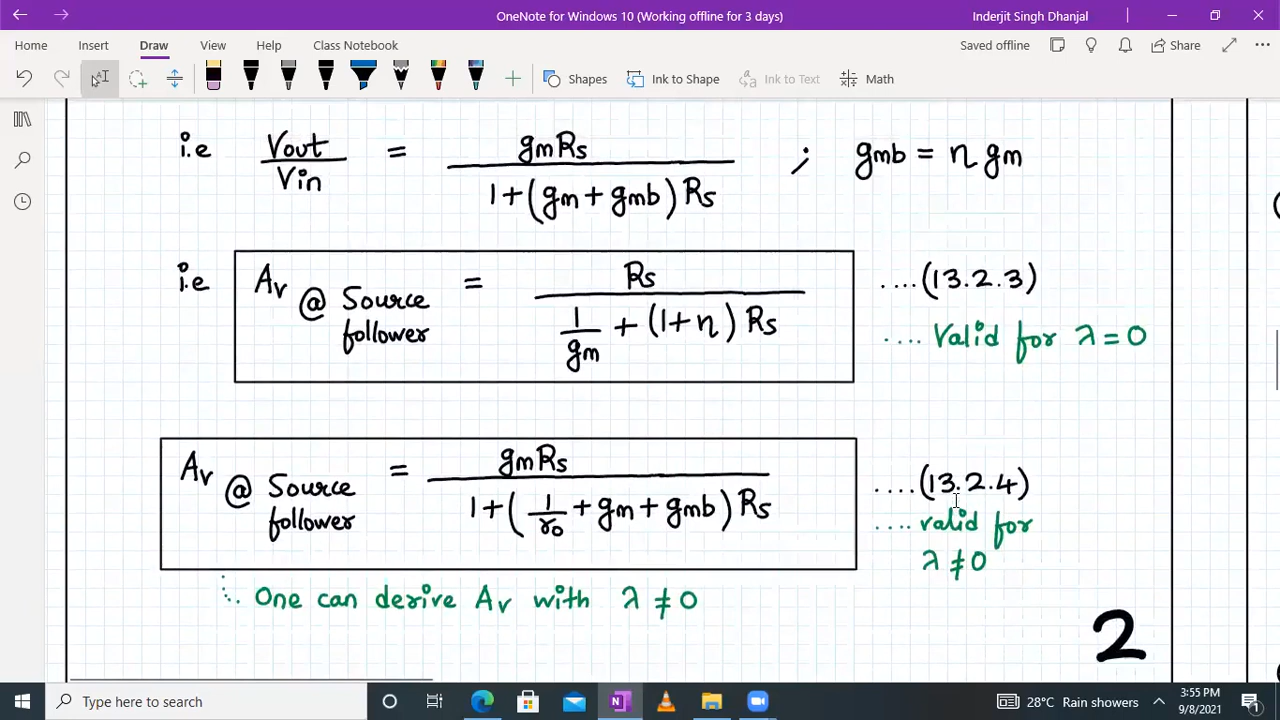 OneNote for Windows 10 (Working offline for 3 days)
Inderjit Singh Dhanjal
Home Insert Draw View Help Class Notebook
Saved offline
Share
Shapes Ink to Shape Ink to Text Math
i.e Vout/Vin = gmRs / 1+(gm+gmb)Rs ; gmb = η gm
i.e Av @ Source follower = Rs / 1/gm + (1+η) Rs ....(13.2.3)
.... Valid for λ=0
Av @ Source follower = gmRs / 1+(1/ro + gm + gmb)Rs ....(13.2.4)
.... valid for
λ≠0
One can derive Av with λ ≠ 0
2
Type here to search
28°C Rain showers
3:55 PM
9/8/2021
1